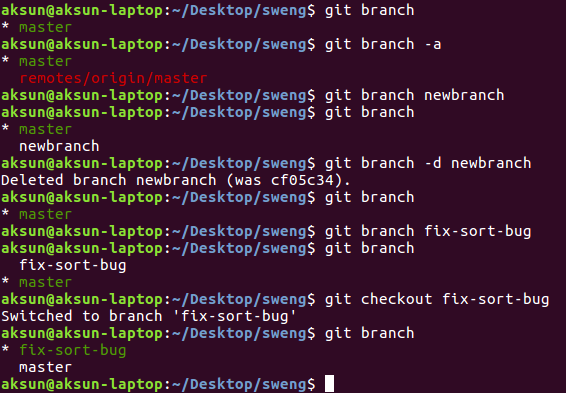 aksun@aksun-laptop:~/Desktop/sweng$ git branch
* master
aksun@aksun-laptop:~/Desktop/sweng$ git branch -a
* master
  remotes/origin/master
aksun@aksun-laptop:~/Desktop/sweng$ git branch newbranch
aksun@aksun-laptop:~/Desktop/sweng$ git branch
* master
  newbranch
aksun@aksun-laptop:~/Desktop/sweng$ git branch -d newbranch
Deleted branch newbranch (was cf05c34).
aksun@aksun-laptop:~/Desktop/sweng$ git branch
* master
aksun@aksun-laptop:~/Desktop/sweng$ git branch fix-sort-bug
aksun@aksun-laptop:~/Desktop/sweng$ git branch
  fix-sort-bug
* master
aksun@aksun-laptop:~/Desktop/sweng$ git checkout fix-sort-bug
Switched to branch 'fix-sort-bug'
aksun@aksun-laptop:~/Desktop/sweng$ git branch
* fix-sort-bug
  master
aksun@aksun-laptop:~/Desktop/sweng$